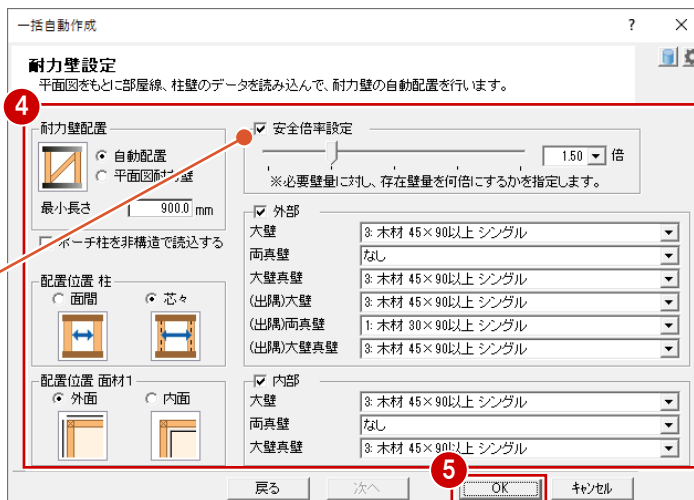 一括自動作成
?
×
耐力壁設定
平面図をもとに部屋線、柱壁のデータを読み込んで、耐力壁の自動配置を行います。
4
耐力壁配置
自動配置
平面図耐力壁
最小長さ 900.0 mm
ポーチ柱を非構造で読込する
配置位置 柱
面間
芯々
配置位置 面材1
外面
内面
安全倍率設定
1.50 倍
※必要壁量に対し、存在壁量を何倍にするかを指定します。
外部
大壁 3: 木材 45×90以上 シングル
両真壁 なし
大壁真壁 3: 木材 45×90以上 シングル
(出隅)大壁 3: 木材 45×90以上 シングル
(出隅)両真壁 1: 木材 30×90以上 シングル
(出隅)大壁真壁 3: 木材 45×90以上 シングル
内部
大壁 3: 木材 45×90以上 シングル
両真壁 なし
大壁真壁 3: 木材 45×90以上 シングル
5
戻る
次へ
OK
キャンセル